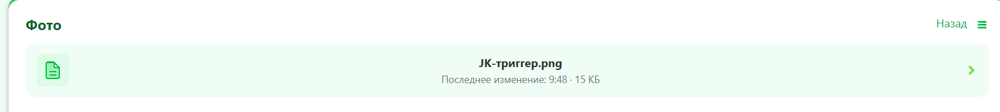 Фото
Назад
JK-триггер.png
Последнее изменение: 9:48 · 15 КБ